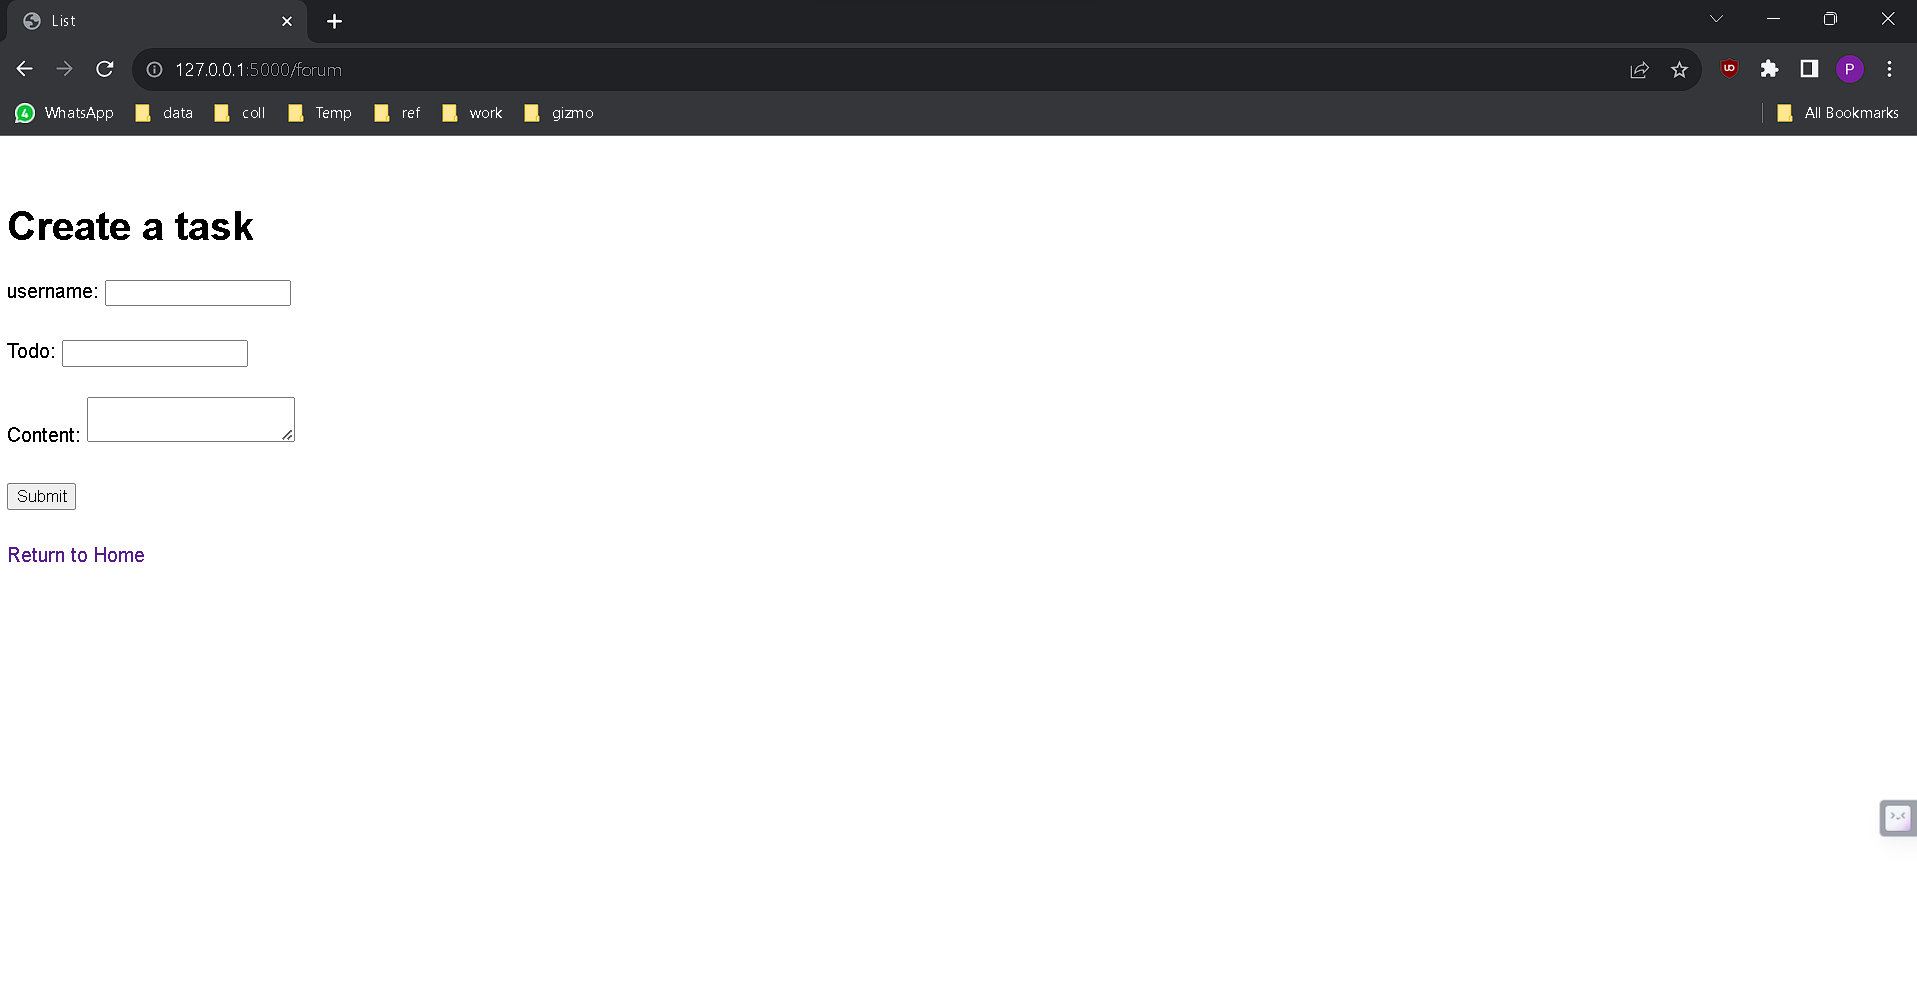 List
127.0.0.1:5000/forum
P
4 WhatsApp data coll Temp ref work gizmo All Bookmarks
Create a task
username:
Todo:
Content:
Submit
Return to Home